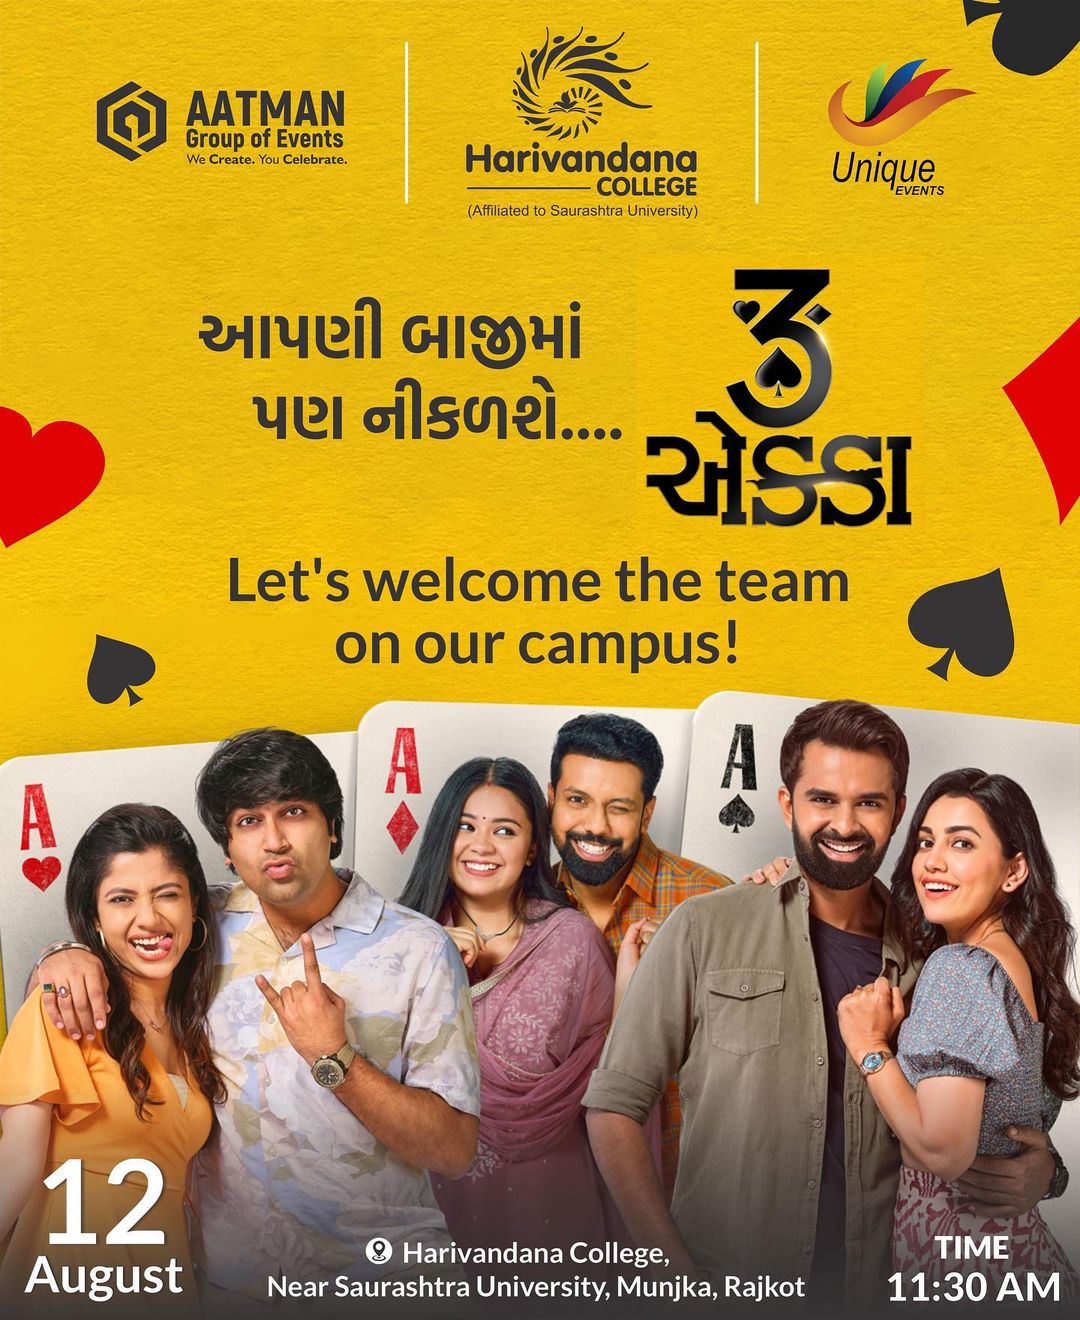 AATMAN
Group of Events
We Create. You Celebrate.
Harivandana
COLLEGE
(Affiliated to Saurashtra University)
Unique
EVENTS
આપણી બાજીમાં
પણ નીકળશે....
3
એક્કા
Let's welcome the team
on our campus!
A
A
A
12
August
Harivandana College,
Near Saurashtra University, Munjka, Rajkot
TIME
11:30 AM